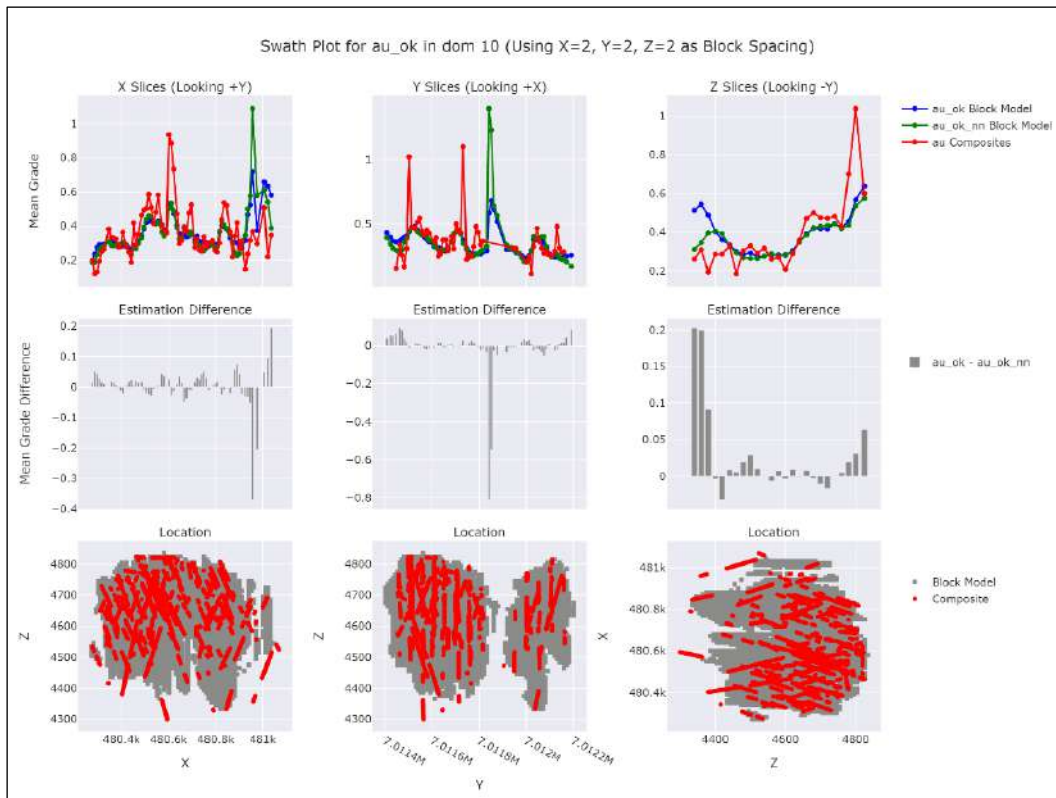 Swath Plot for au_ok in dom 10 (Using X=2, Y=2, Z=2 as Block Spacing)
X Slices (Looking +Y)
Y Slices (Looking +X)
Z Slices (Looking -Y)
Mean Grade
1
0.8
0.6
0.4
0.2
1
0.5
1
0.8
0.6
0.4
0.2
au_ok Block Model
au_ok_nn Block Model
au Composites
Estimation Difference
Estimation Difference
Estimation Difference
Mean Grade Difference
0.2
0.1
0
−0.1
−0.2
−0.3
−0.4
0
−0.2
−0.4
−0.6
−0.8
0.2
0.15
0.1
0.05
0
au_ok - au_ok_nn
Location
Location
Location
Z
4800
4700
4600
4500
4400
4300
480.4k
480.6k
480.8k
481k
X
Z
4800
4700
4600
4500
4400
4300
7.0114M
7.0116M
7.0118M
7.012M
7.0122M
Y
X
481k
480.8k
480.6k
480.4k
4400
4600
4800
Z
Block Model
Composite